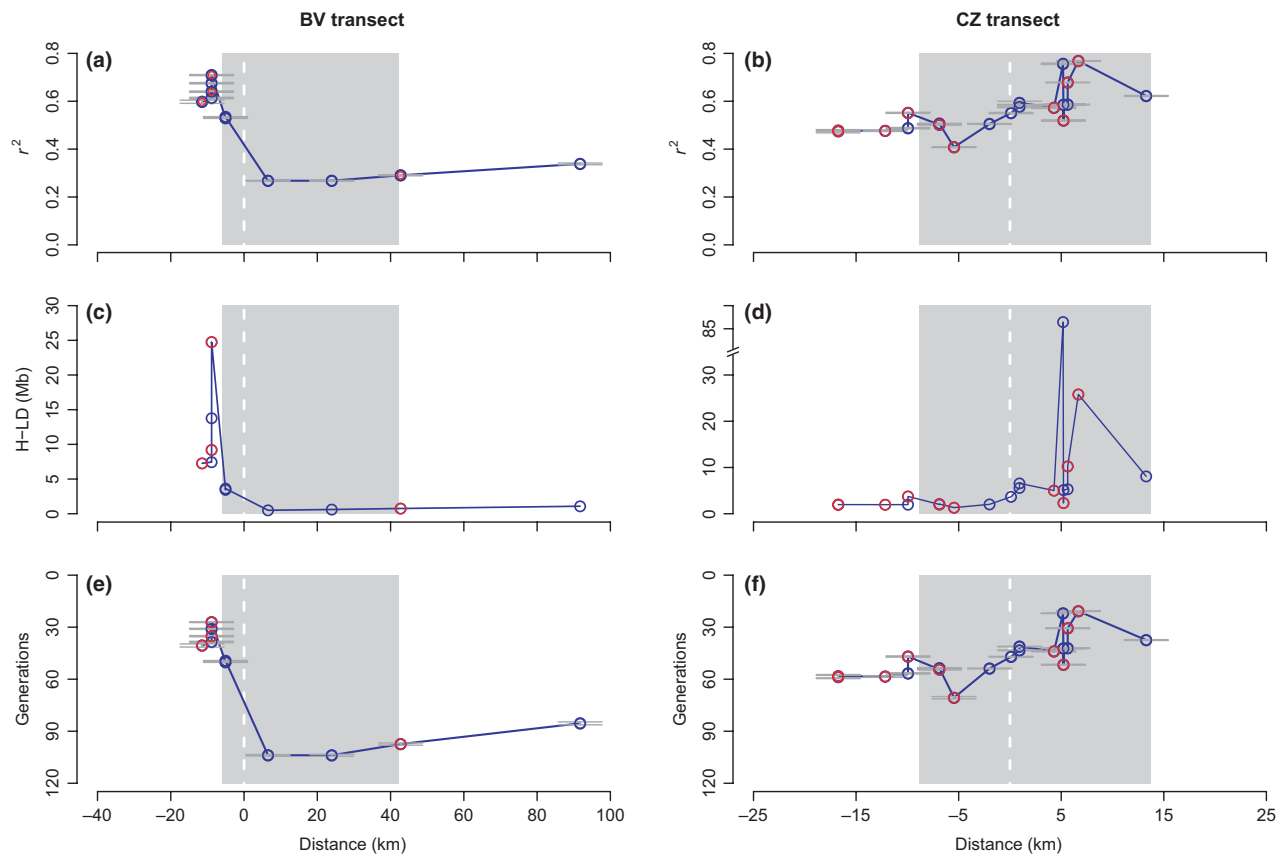 BV transect
CZ transect
(a)
r²
0.0 0.2 0.4 0.6 0.8
(b)
r²
0.0 0.2 0.4 0.6 0.8
(c)
H–LD (Mb)
0 5 10 15 20 25 30
(d)
0 10 20 30 85
(e)
Generations
120 90 60 30 0
(f)
Generations
120 90 60 30 0
–40 –20 0 20 40 60 80 100
Distance (km)
–25 –15 –5 5 15 25
Distance (km)